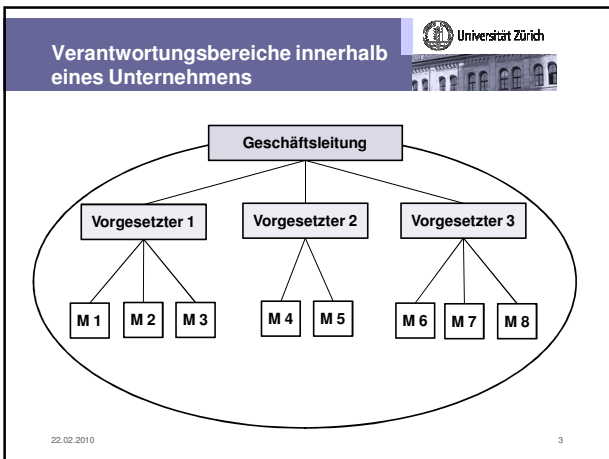 Universität Zürich
Verantwortungsbereiche innerhalb
eines Unternehmens
Geschäftsleitung
Vorgesetzter 1 Vorgesetzter 2 Vorgesetzter 3
M 1 M 2 M 3 M 4 M 5 M 6 M 7 M 8
22.02.2010 3